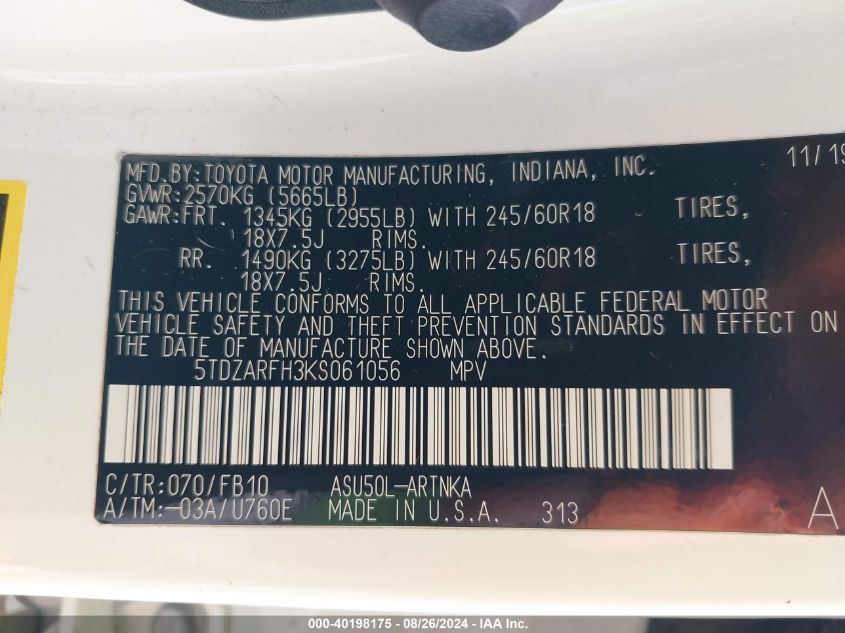 MFD.BY:TOYOTA MOTOR MANUFACTURING, INDIANA, INC. 11/19
GVWR:2570KG (5665LB)
GAWR:FRT. 1345KG (2955LB) WITH 245/60R18 TIRES,
18X7.5J RIMS.
RR. 1490KG (3275LB) WITH 245/60R18 TIRES,
18X7.5J RIMS.
THIS VEHICLE CONFORMS TO ALL APPLICABLE FEDERAL MOTOR
VEHICLE SAFETY AND THEFT PREVENTION STANDARDS IN EFFECT ON
THE DATE OF MANUFACTURE SHOWN ABOVE.
5TDZARFH3KS061056 MPV
C/TR:070/FB10 ASU50L-ARTNKA
A/TM:-03A/U760E MADE IN U.S.A. 313 A
000-40198175 - 08/26/2024 - IAA Inc.